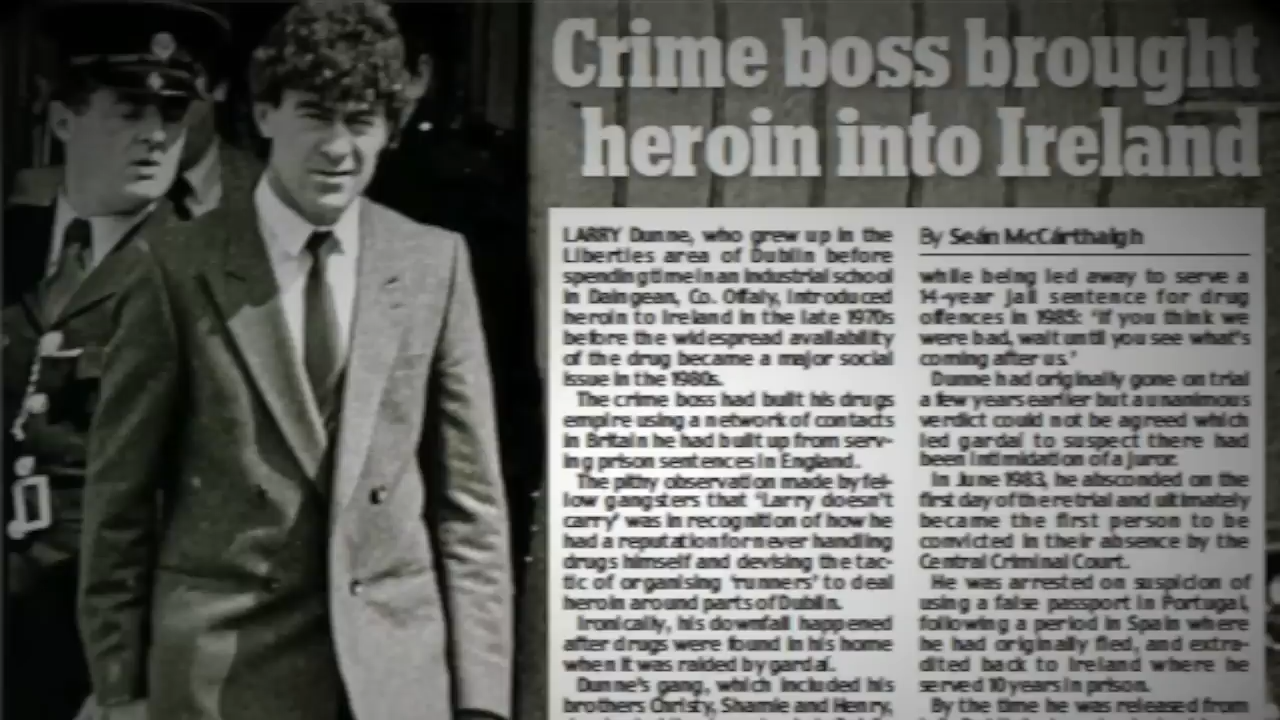 Crime boss brought
heroin into Ireland
LARRY Dunne, who grew up in the
Liberties area of Dublin before
spending time in an industrial school
in Daingean, Co. Offaly, introduced
heroin to Ireland in the late 1970s
before the widespread availability
of the drug became a major social
issue in the 1980s.
The crime boss had built his drugs
empire using a network of contacts
in Britain he had built up from serv-
ing prison sentences in England.
The pithy observation made by fel-
low gangsters that 'Larry doesn't
carry' was in recognition of how he
had a reputation for never handling
drugs himself and devising the tac-
tic of organising 'runners' to deal
heroin around parts of Dublin.
Ironically, his downfall happened
after drugs were found in his home
when it was raided by gardaí.
Dunne's gang, which included his
brothers Christy, Shamie and Henry,
By Seán McCárthaigh
while being led away to serve a
14-year jail sentence for drug
offences in 1985: 'If you think we
were bad, wait until you see what's
coming after us.'
Dunne had originally gone on trial
a few years earlier but a unanimous
verdict could not be agreed which
led gardaí to suspect there had
been intimidation of a juror.
In June 1983, he absconded on the
first day of the retrial and ultimately
became the first person to be
convicted in their absence by the
Central Criminal Court.
He was arrested on suspicion of
using a false passport in Portugal,
following a period in Spain where
he had originally fled, and extra-
dited back to Ireland where he
served 10 years in prison.
By the time he was released from